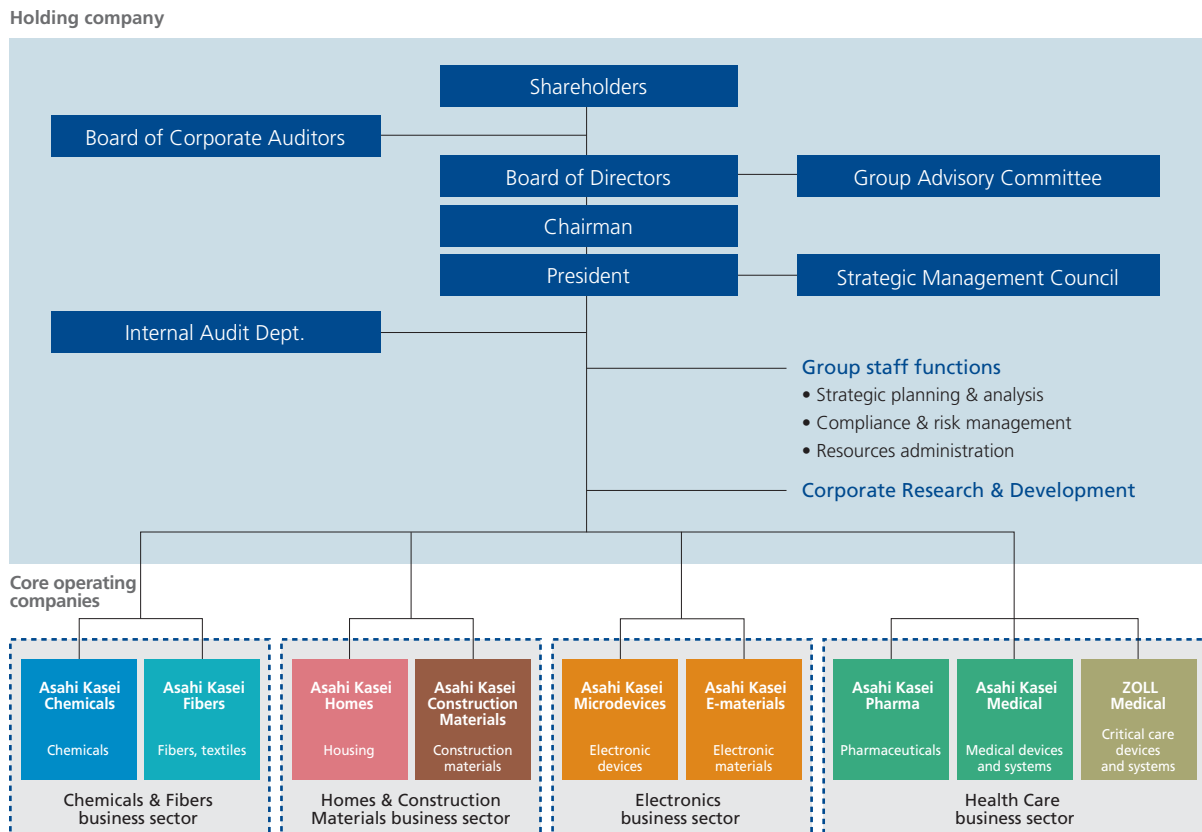 Holding company
Shareholders
Board of Corporate Auditors
Board of Directors
Group Advisory Committee
Chairman
President
Strategic Management Council
Internal Audit Dept.
Group staff functions
• Strategic planning & analysis
• Compliance & risk management
• Resources administration
Corporate Research & Development
Core operating
companies
Asahi Kasei
Chemicals
Chemicals
Asahi Kasei
Fibers
Fibers, textiles
Chemicals & Fibers
business sector
Asahi Kasei
Homes
Housing
Asahi Kasei
Construction
Materials
Construction
materials
Homes & Construction
Materials business sector
Asahi Kasei
Microdevices
Electronic
devices
Asahi Kasei
E-materials
Electronic
materials
Electronics
business sector
Asahi Kasei
Pharma
Pharmaceuticals
Asahi Kasei
Medical
Medical devices
and systems
ZOLL
Medical
Critical care
devices
and systems
Health Care
business sector